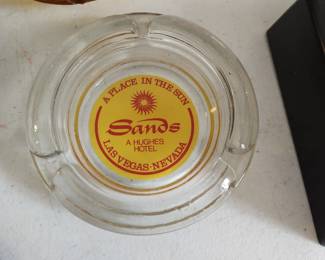 A PLACE IN THE SUN
Sands
A HUGHES
HOTEL
LAS VEGAS · NEVADA